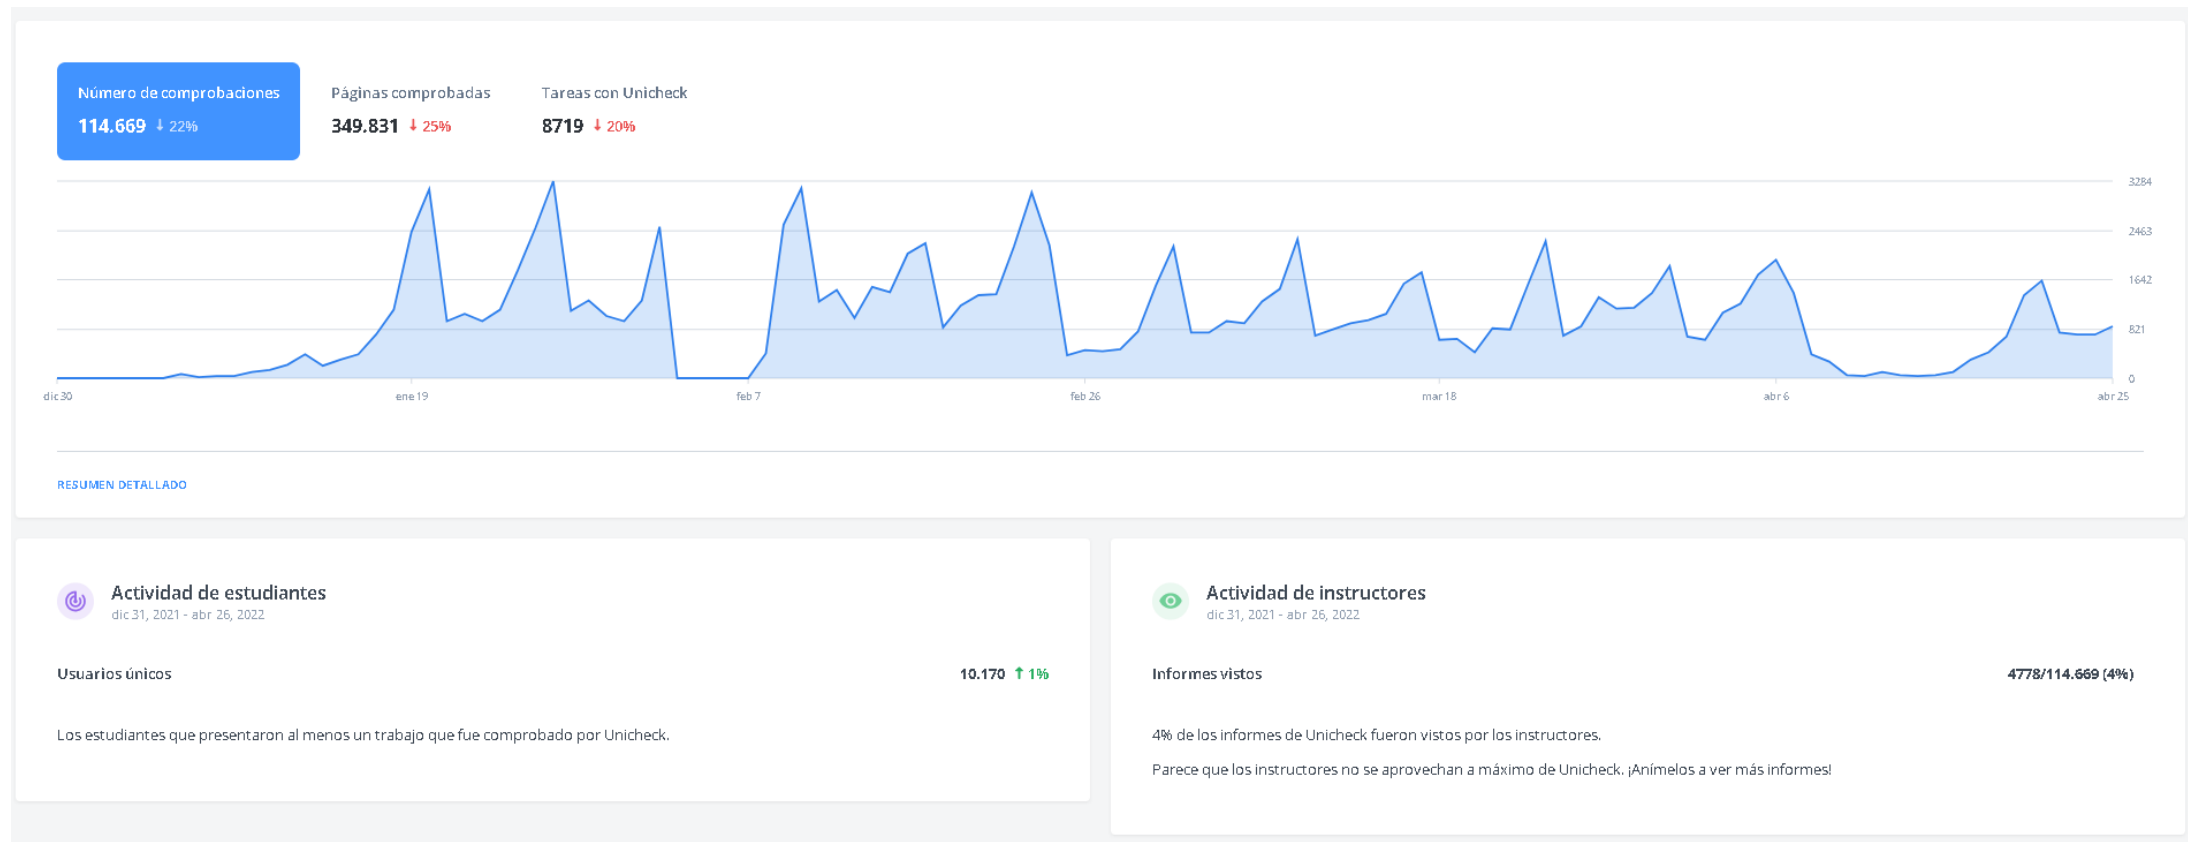 Número de comprobaciones
114.669 ↓ 22%
Páginas comprobadas
349.831 ↓ 25%
Tareas con Unicheck
8719 ↓ 20%
3284
2463
1642
821
0
dic 30 ene 19 feb 7 feb 26 mar 18 abr 6 abr 25
RESUMEN DETALLADO
Actividad de estudiantes
dic 31, 2021 - abr 26, 2022
Usuarios únicos 10.170 ↑ 1%
Los estudiantes que presentaron al menos un trabajo que fue comprobado por Unicheck.
Actividad de instructores
dic 31, 2021 - abr 26, 2022
Informes vistos 4778/114.669 (4%)
4% de los informes de Unicheck fueron vistos por los instructores.
Parece que los instructores no se aprovechan a máximo de Unicheck. ¡Anímelos a ver más informes!